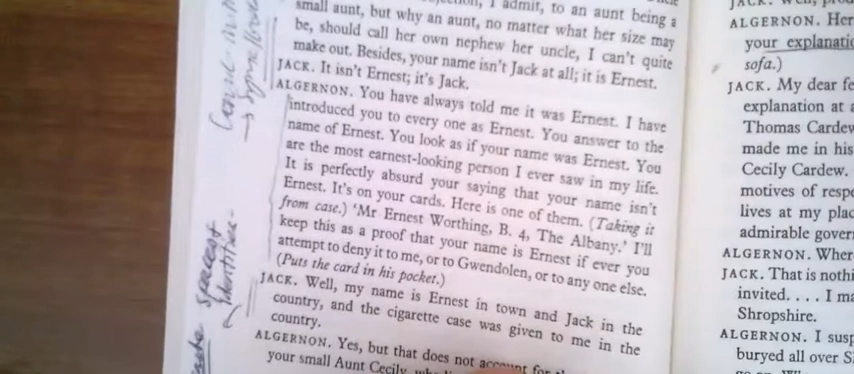 small aunt, but why an aunt, no matter what her size may
be, should call her own nephew her uncle, I can't quite
make out. Besides, your name isn't Jack at all; it is Ernest.
JACK. It isn't Ernest; it's Jack.
ALGERNON. You have always told me it was Ernest. I have
introduced you to every one as Ernest. You answer to the
name of Ernest. You look as if your name was Ernest. You
are the most earnest-looking person I ever saw in my life.
It is perfectly absurd your saying that your name isn't
Ernest. It's on your cards. Here is one of them. (Taking it
from case.) 'Mr Ernest Worthing, B. 4, The Albany.' I'll
keep this as a proof that your name is Ernest if ever you
attempt to deny it to me, or to Gwendolen, or to any one else.
(Puts the card in his pocket.)
JACK. Well, my name is Ernest in town and Jack in the
country, and the cigarette case was given to me in the
country.
ALGERNON. Yes, but that does not account for
your small Aunt Cecily,
ALGERNON. Her
your explanatio
sofa.)
JACK. My dear fe
explanation at a
Thomas Cardew
made me in his
Cecily Cardew.
motives of respe
lives at my plac
admirable gover
ALGERNON. Wher
JACK. That is nothi
invited. . . . I ma
Shropshire.
ALGERNON. I susp
buryed all over S